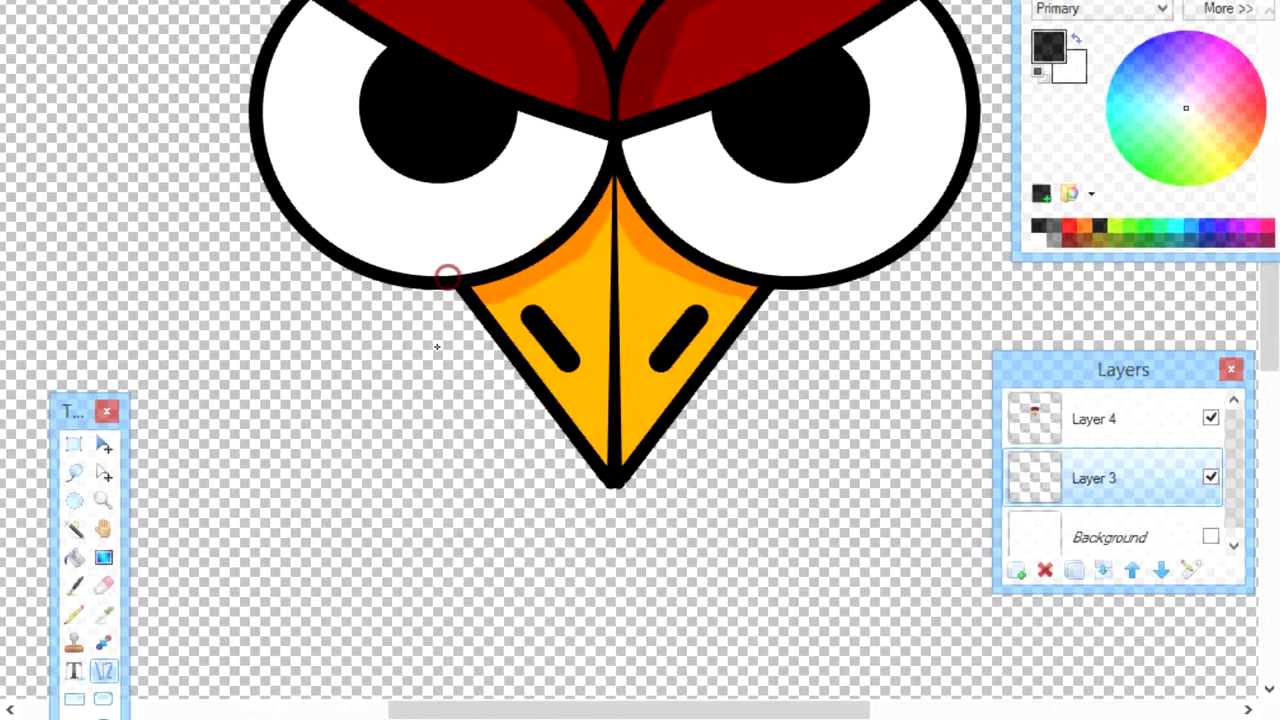 Primary
More >>
T...
Layers
Layer 4
Layer 3
Background